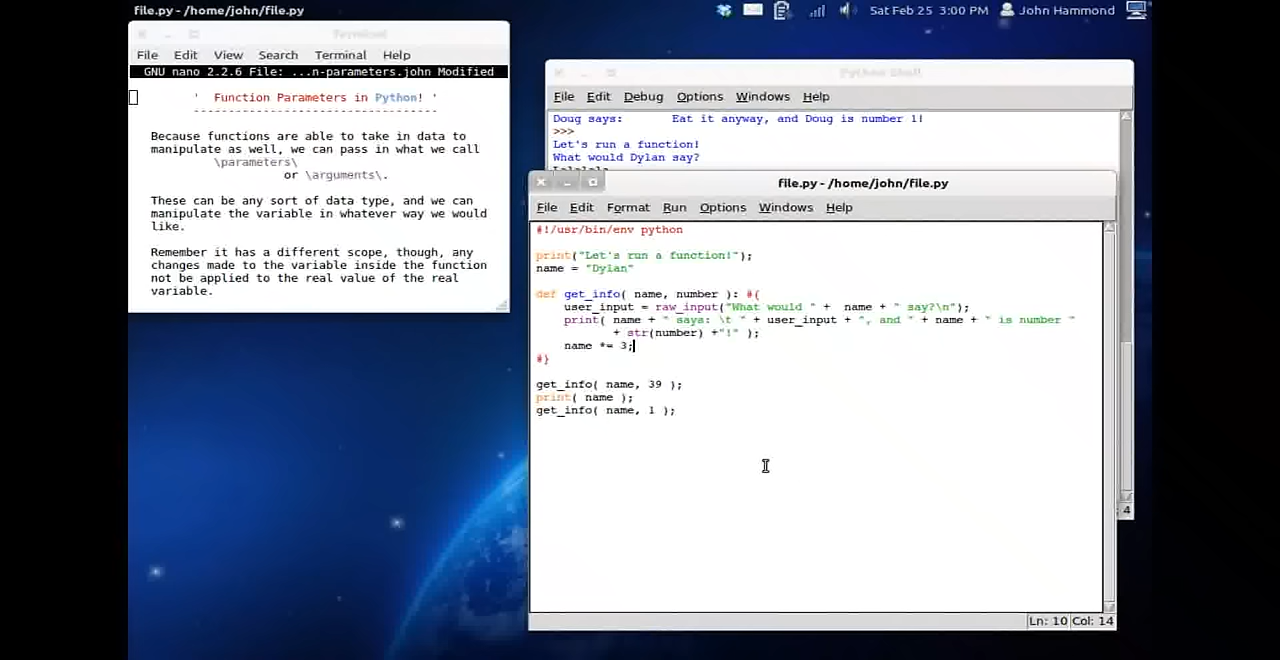 file.py - /home/john/file.py
Sat Feb 25 3:00 PM John Hammond
Terminal
File Edit View Search Terminal Help
GNU nano 2.2.6 File: ...n-parameters.john Modified
' Function Parameters in Python! '
----------------------------------
Because functions are able to take in data to
manipulate as well, we can pass in what we call
\parameters\
or \arguments\.
These can be any sort of data type, and we can
manipulate the variable in whatever way we would
like.
Remember it has a different scope, though, any
changes made to the variable inside the function
not be applied to the real value of the real
variable.
Python Shell
File Edit Debug Options Windows Help
Doug says: Eat it anyway, and Doug is number 1!
>>>
Let's run a function!
What would Dylan say?
file.py - /home/john/file.py
File Edit Format Run Options Windows Help
#!/usr/bin/env python
print("Let's run a function!");
name = "Dylan"
def get_info( name, number ): #{
user_input = raw_input("What would " + name + " say?\n");
print( name + " says: \t " + user_input + ", and " + name + " is number "
+ str(number) +"!" );
name *= 3;
#}
get_info( name, 39 );
print( name );
get_info( name, 1 );
4
Ln: 10 Col: 14